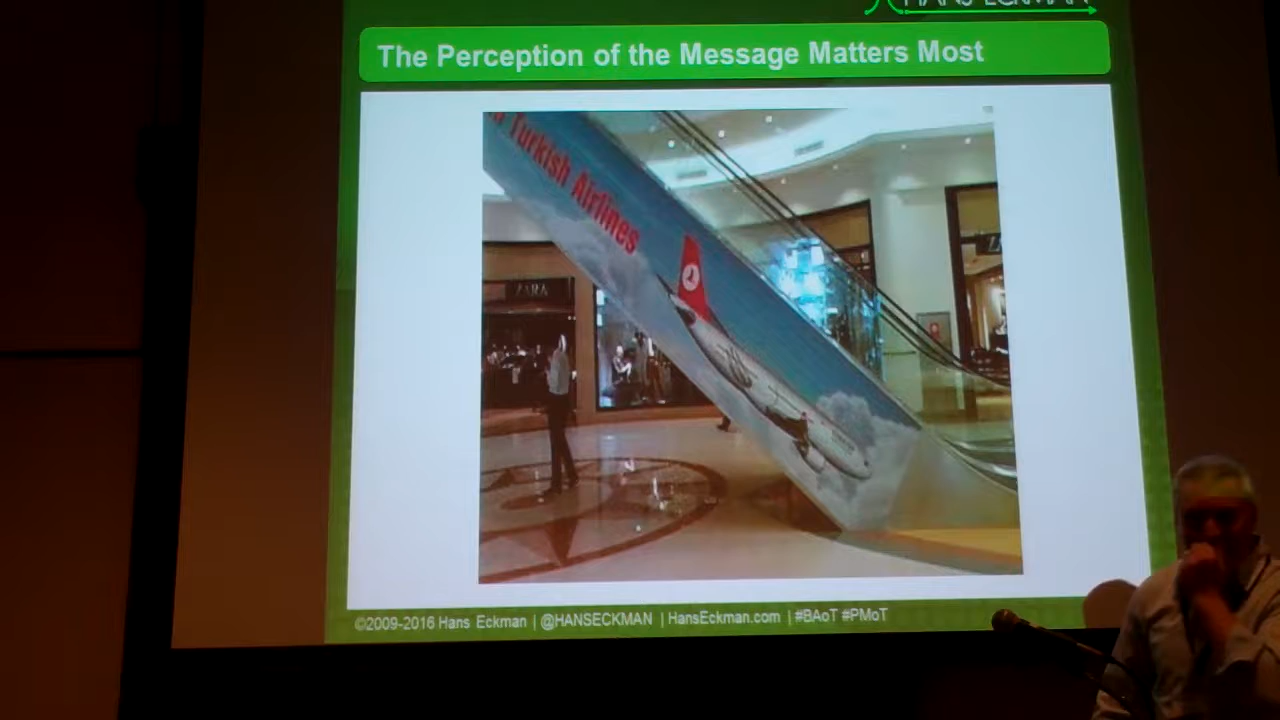 HANS ECKMAN
The Perception of the Message Matters Most
Turkish Airlines
ZARA
©2009-2016 Hans Eckman | @HANSECKMAN | HansEckman.com | #BAoT #PMoT